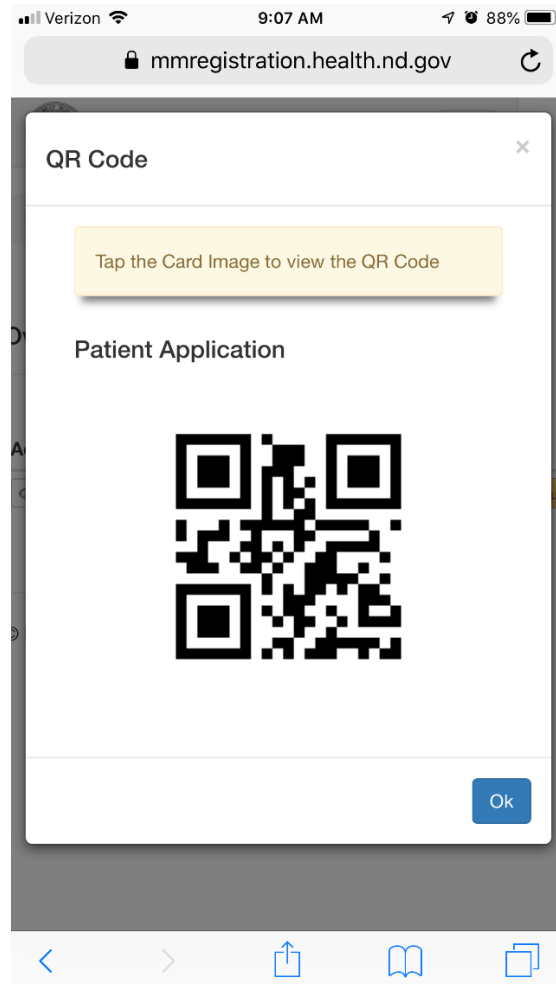 Verizon 9:07 AM 88%
mmregistration.health.nd.gov
QR Code ×
Tap the Card Image to view the QR Code
Patient Application
Ok